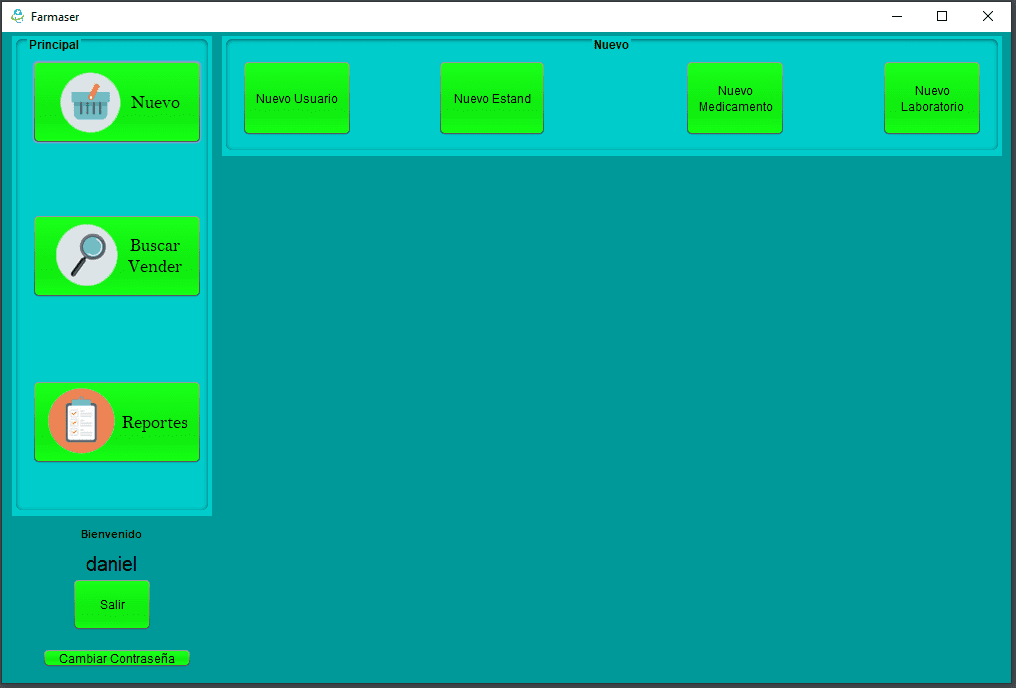 Farmaser
Principal
Nuevo
Buscar
Vender
Reportes
Bienvenido
daniel
Salir
Cambiar Contraseña
Nuevo
Nuevo Usuario
Nuevo Estand
Nuevo
Medicamento
Nuevo
Laboratorio